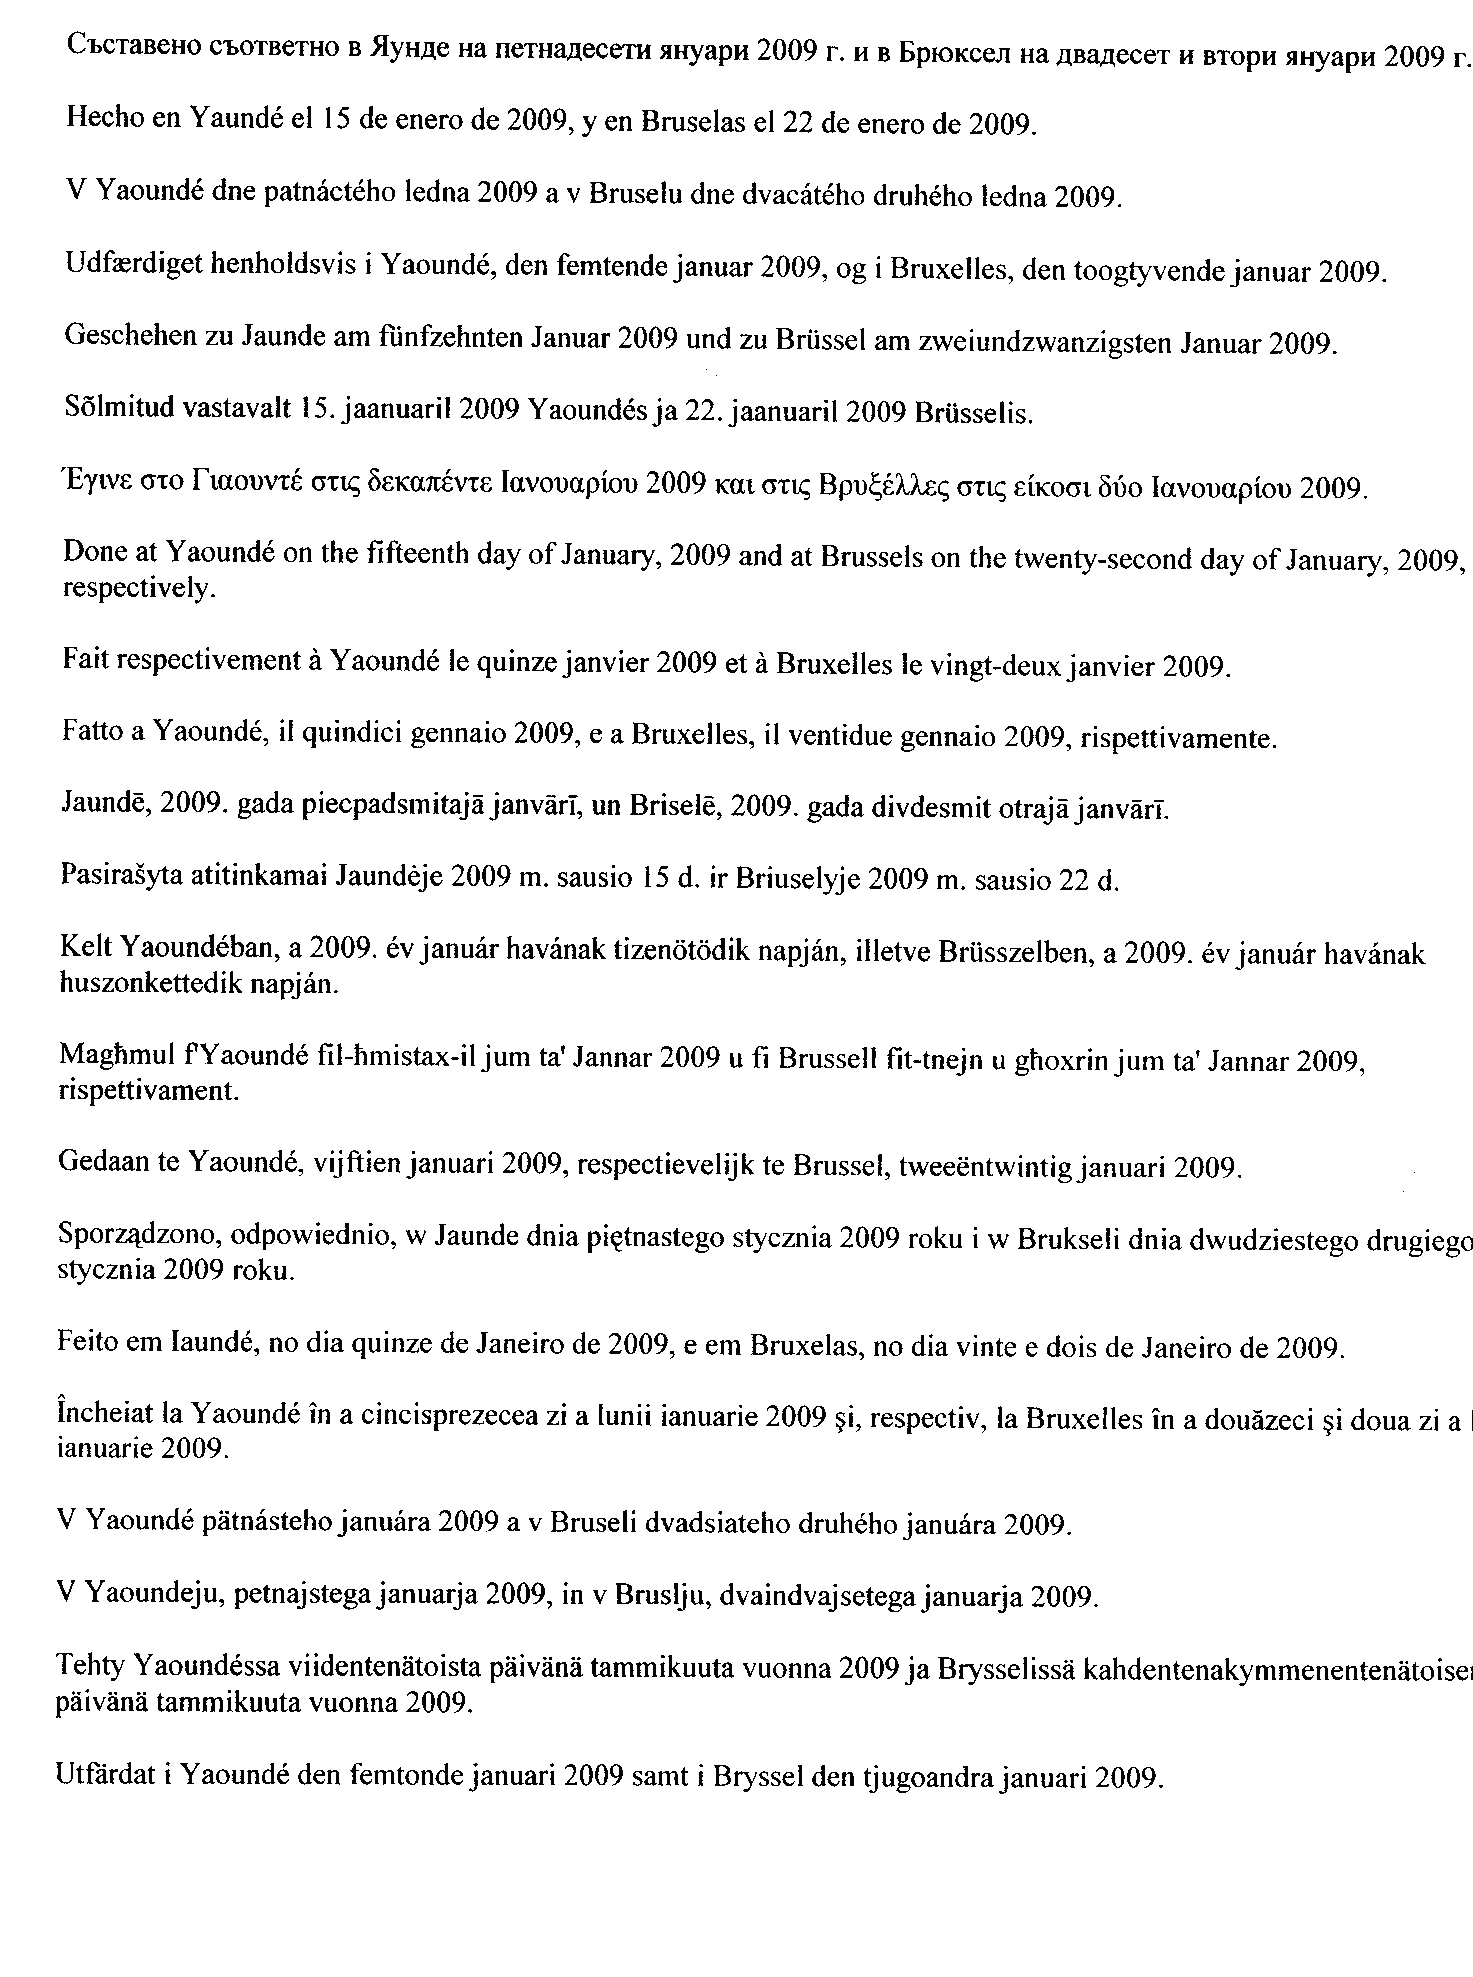 Съставено съответно в Яунде на петнадесети януари 2009 г. и в Брюксел на двадесет и втори януари 2009 г.
Hecho en Yaundé el 15 de enero de 2009, y en Bruselas el 22 de enero de 2009.
V Yaoundé dne patnáctého ledna 2009 a v Bruselu dne dvacátého druhého ledna 2009.
Udfærdiget henholdsvis i Yaoundé, den femtende januar 2009, og i Bruxelles, den toogtyvende januar 2009.
Geschehen zu Jaunde am fünfzehnten Januar 2009 und zu Brüssel am zweiundzwanzigsten Januar 2009.
Sõlmitud vastavalt 15. jaanuaril 2009 Yaoundés ja 22. jaanuaril 2009 Brüsselis.
Έγινε στο Γιαουντέ στις δεκαπέντε Ιανουαρίου 2009 και στις Βρυξέλλες στις είκοσι δύο Ιανουαρίου 2009.
Done at Yaoundé on the fifteenth day of January, 2009 and at Brussels on the twenty-second day of January, 2009,
respectively.
Fait respectivement à Yaoundé le quinze janvier 2009 et à Bruxelles le vingt-deux janvier 2009.
Fatto a Yaoundé, il quindici gennaio 2009, e a Bruxelles, il ventidue gennaio 2009, rispettivamente.
Jaundē, 2009. gada piecpadsmitajā janvārī, un Briselē, 2009. gada divdesmit otrajā janvārī.
Pasirašyta atitinkamai Jaundėje 2009 m. sausio 15 d. ir Briuselyje 2009 m. sausio 22 d.
Kelt Yaoundéban, a 2009. év január havának tizenötödik napján, illetve Brüsszelben, a 2009. év január havának
huszonkettedik napján.
Magħmul f'Yaoundé fil-ħmistax-il jum ta' Jannar 2009 u fi Brussell fit-tnejn u għoxrin jum ta' Jannar 2009,
rispettivament.
Gedaan te Yaoundé, vijftien januari 2009, respectievelijk te Brussel, tweeëntwintig januari 2009.
Sporządzono, odpowiednio, w Jaunde dnia piętnastego stycznia 2009 roku i w Brukseli dnia dwudziestego drugiego
stycznia 2009 roku.
Feito em Iaundé, no dia quinze de Janeiro de 2009, e em Bruxelas, no dia vinte e dois de Janeiro de 2009.
Încheiat la Yaoundé în a cincisprezecea zi a lunii ianuarie 2009 şi, respectiv, la Bruxelles în a douăzeci şi doua zi a
ianuarie 2009.
V Yaoundé pätnásteho januára 2009 a v Bruseli dvadsiateho druhého januára 2009.
V Yaoundeju, petnajstega januarja 2009, in v Bruslju, dvaindvajsetega januarja 2009.
Tehty Yaoundéssa viidentenätoista päivänä tammikuuta vuonna 2009 ja Brysselissä
päivänä tammikuuta vuonna 2009.
Utfärdat i Yaoundé den femtonde januari 2009 samt i Bryssel den tjugoandra januari 2009.